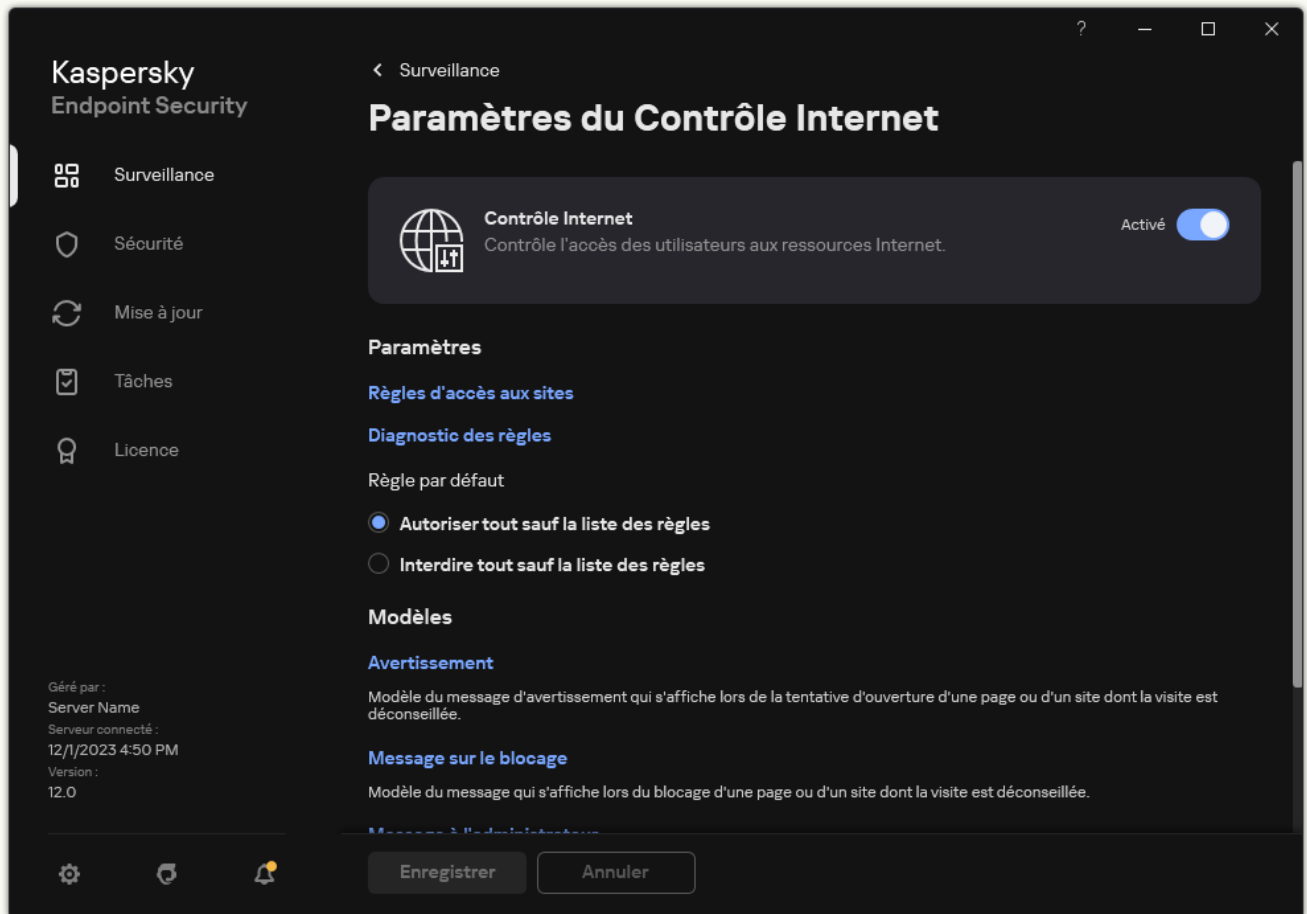 Kaspersky
Endpoint Security
Surveillance
Sécurité
Mise à jour
Tâches
Licence
Géré par :
Server Name
Serveur connecté :
12/1/2023 4:50 PM
Version :
12.0
?
Surveillance
Paramètres du Contrôle Internet
Contrôle Internet
Contrôle l'accès des utilisateurs aux ressources Internet.
Activé
Paramètres
Règles d'accès aux sites
Diagnostic des règles
Règle par défaut
Autoriser tout sauf la liste des règles
Interdire tout sauf la liste des règles
Modèles
Avertissement
Modèle du message d'avertissement qui s'affiche lors de la tentative d'ouverture d'une page ou d'un site dont la visite est
déconseillée.
Message sur le blocage
Modèle du message qui s'affiche lors du blocage d'une page ou d'un site dont la visite est déconseillée.
Message à l'administrateur
Enregistrer
Annuler